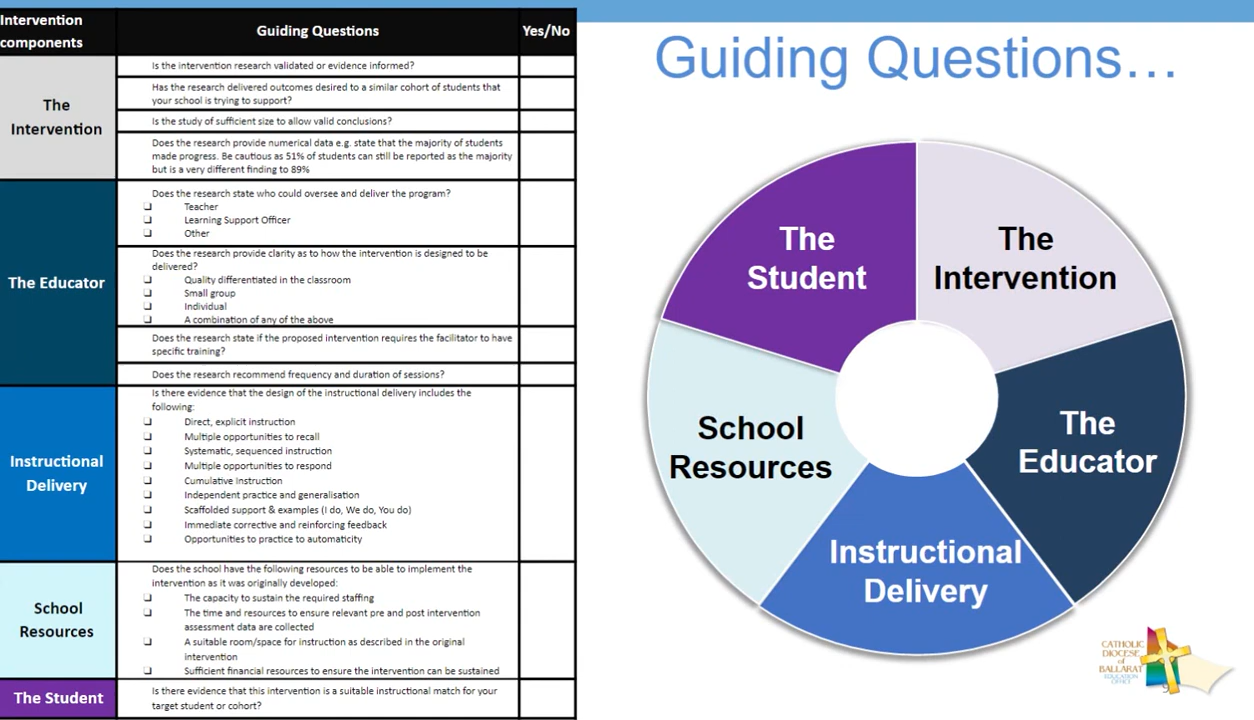 Intervention
components
Guiding Questions
Yes/No
The
Intervention
Is the intervention research validated or evidence informed?
Has the research delivered outcomes desired to a similar cohort of students that
your school is trying to support?
Is the study of sufficient size to allow valid conclusions?
Does the research provide numerical data e.g. state that the majority of students
made progress. Be cautious as 51% of students can still be reported as the majority
but is a very different finding to 89%
The Educator
Does the research state who could oversee and deliver the program?
❑ Teacher
❑ Learning Support Officer
❑ Other
Does the research provide clarity as to how the intervention is designed to be
delivered?
❑ Quality differentiated in the classroom
❑ Small group
❑ Individual
❑ A combination of any of the above
Does the research state if the proposed intervention requires the facilitator to have
specific training?
Does the research recommend frequency and duration of sessions?
Instructional
Delivery
Is there evidence that the design of the instructional delivery includes the
following:
❑ Direct, explicit instruction
❑ Multiple opportunities to recall
❑ Systematic, sequenced instruction
❑ Multiple opportunities to respond
❑ Cumulative instruction
❑ Independent practice and generalisation
❑ Scaffolded support & examples (I do, We do, You do)
❑ Immediate corrective and reinforcing feedback
❑ Opportunities to practice to automaticity
School
Resources
Does the school have the following resources to be able to implement the
intervention as it was originally developed:
❑ The capacity to sustain the required staffing
❑ The time and resources to ensure relevant pre and post intervention
assessment data are collected
❑ A suitable room/space for instruction as described in the original
intervention
❑ Sufficient financial resources to ensure the intervention can be sustained
The Student
Is there evidence that this intervention is a suitable instructional match for your
target student or cohort?
Guiding Questions…
The
Student
The
Intervention
School
Resources
The
Educator
Instructional
Delivery
CATHOLIC
DIOCESE
of
BALLARAT
EDUCATION
OFFICE